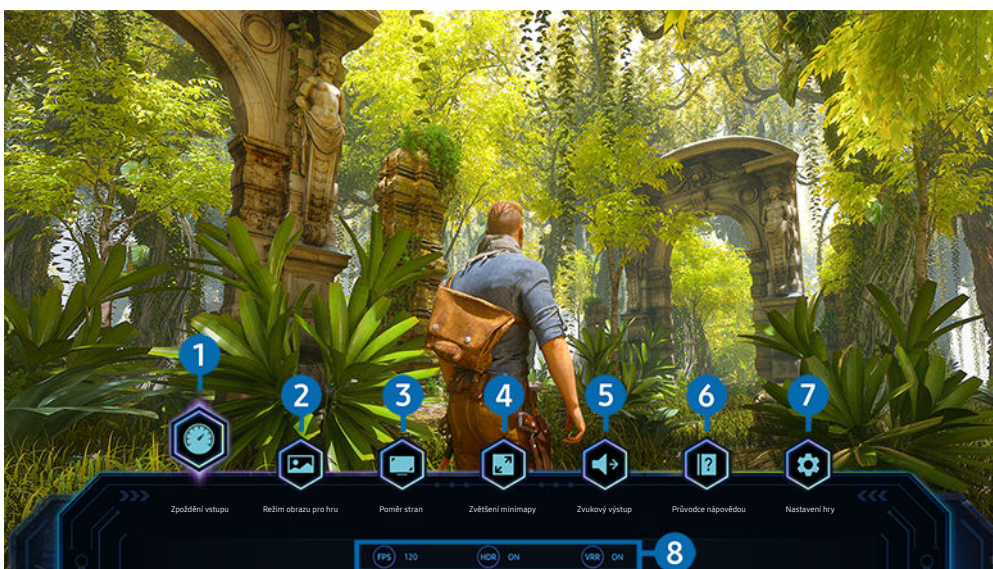 1
2
3
4
5
6
7
?
Zpoždění vstupu
Režim obrazu pro hru
Poměr stran
Zvětšení minimapy
Zvukový výstup
Průvodce nápovědou
Nastavení hry
FPS 120 HDR ON VRR ON 8